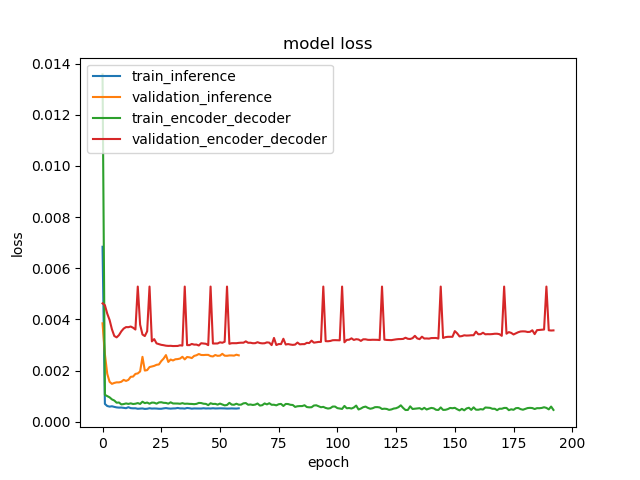 model loss
train_inference
validation_inference
train_encoder_decoder
validation_encoder_decoder
loss
0.014
0.012
0.010
0.008
0.006
0.004
0.002
0.000
0 25 50 75 100 125 150 175 200
epoch